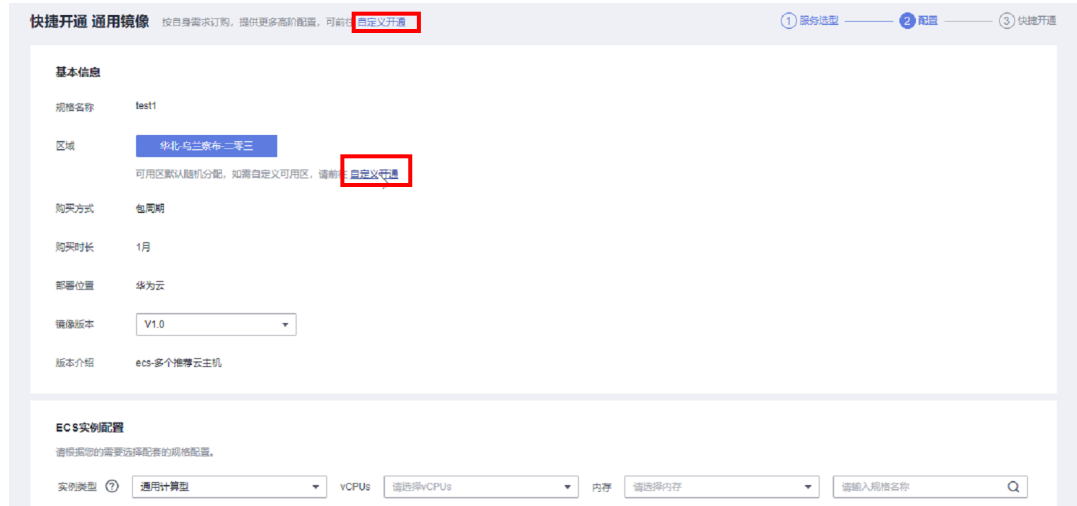 快捷开通 通用镜像 按自身需求订购，提供更多高阶配置，可前往 自定义开通 1 服务选型 2 配置 3 快捷开通
基本信息
规格名称 test1
区域 华北-乌兰察布-二零三
可用区默认随机分配，如需自定义可用区，请前往 自定义开通
购买方式 包周期
购买时长 1月
部署位置 华为云
镜像版本 V1.0
版本介绍 ecs-多个推荐云主机
ECS实例配置
请根据您的需要选择配套的规格配置。
实例类型 ? 通用计算型 vCPUs 请选择vCPUs 内存 请选择内存 请输入规格名称